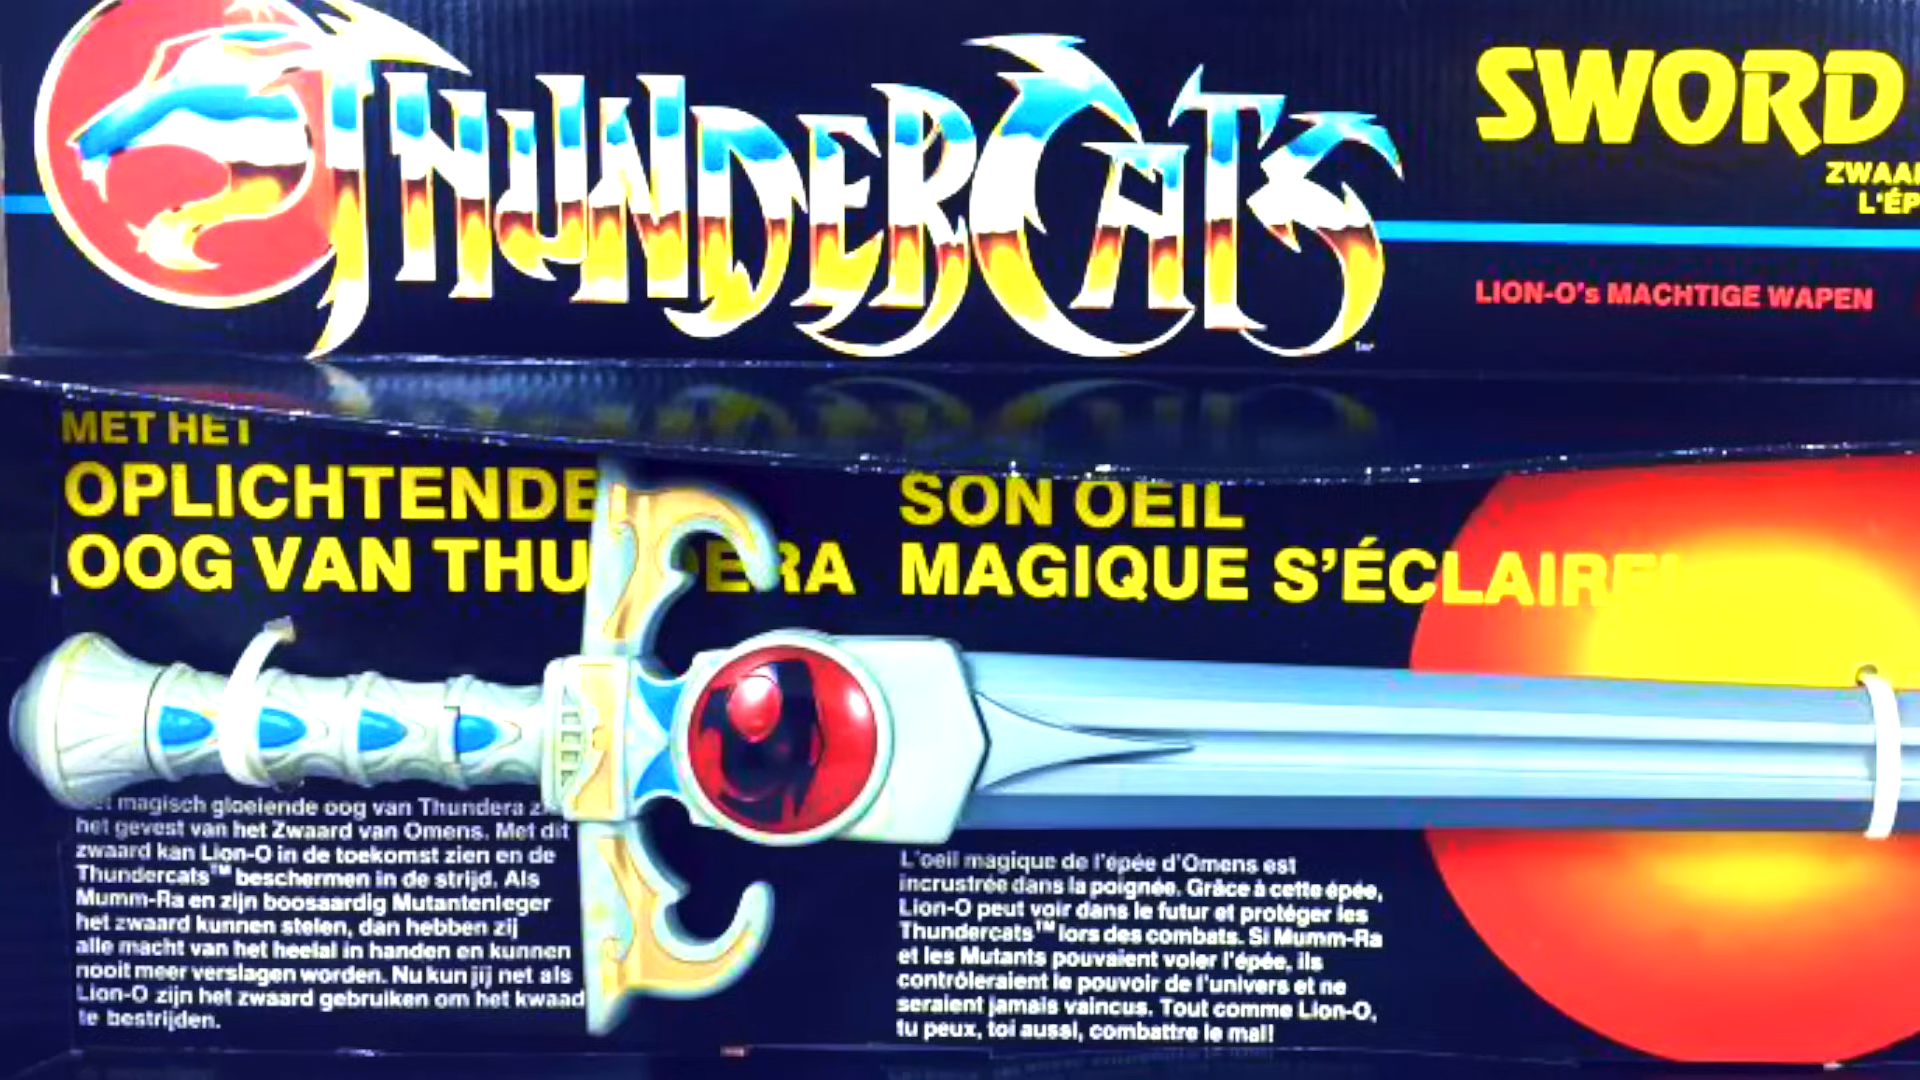 THUNDERCATS
SWORD
LION-O's MACHTIGE WAPEN
MET HET
OPLICHTENDE
OOG VAN
SON OEIL
MAGIQUE S'ÉCLAIRE!
magisch gloeiende oog van Thundera
het gevest van het Zwaard van Omens. Met dit
zwaard kan Lion-O in de toekomst zien en de
Thundercats™ beschermen in de strijd. Als
Mumm-Ra en zijn boosaardig Mutantenleger
het zwaard kunnen stelen, dan hebben zij
alle macht van het heelal in handen en kunnen
nooit meer verslagen worden. Nu kun jij net als
Lion-O zijn het zwaard gebruiken om het kwaad
te bestrijden.
L'oeil magique de l'épée d'Omens est
incrustrée dans la poignée. Grâce à cette épée,
Lion-O peut voir dans le futur et protéger les
Thundercats™ lors des combats. Si Mumm-Ra
et les Mutants pouvaient voler l'épée, ils
contrôleraient le pouvoir de l'univers et ne
seraient jamais vaincus. Tout comme Lion-O,
tu peux, toi aussi, combattre le mal!